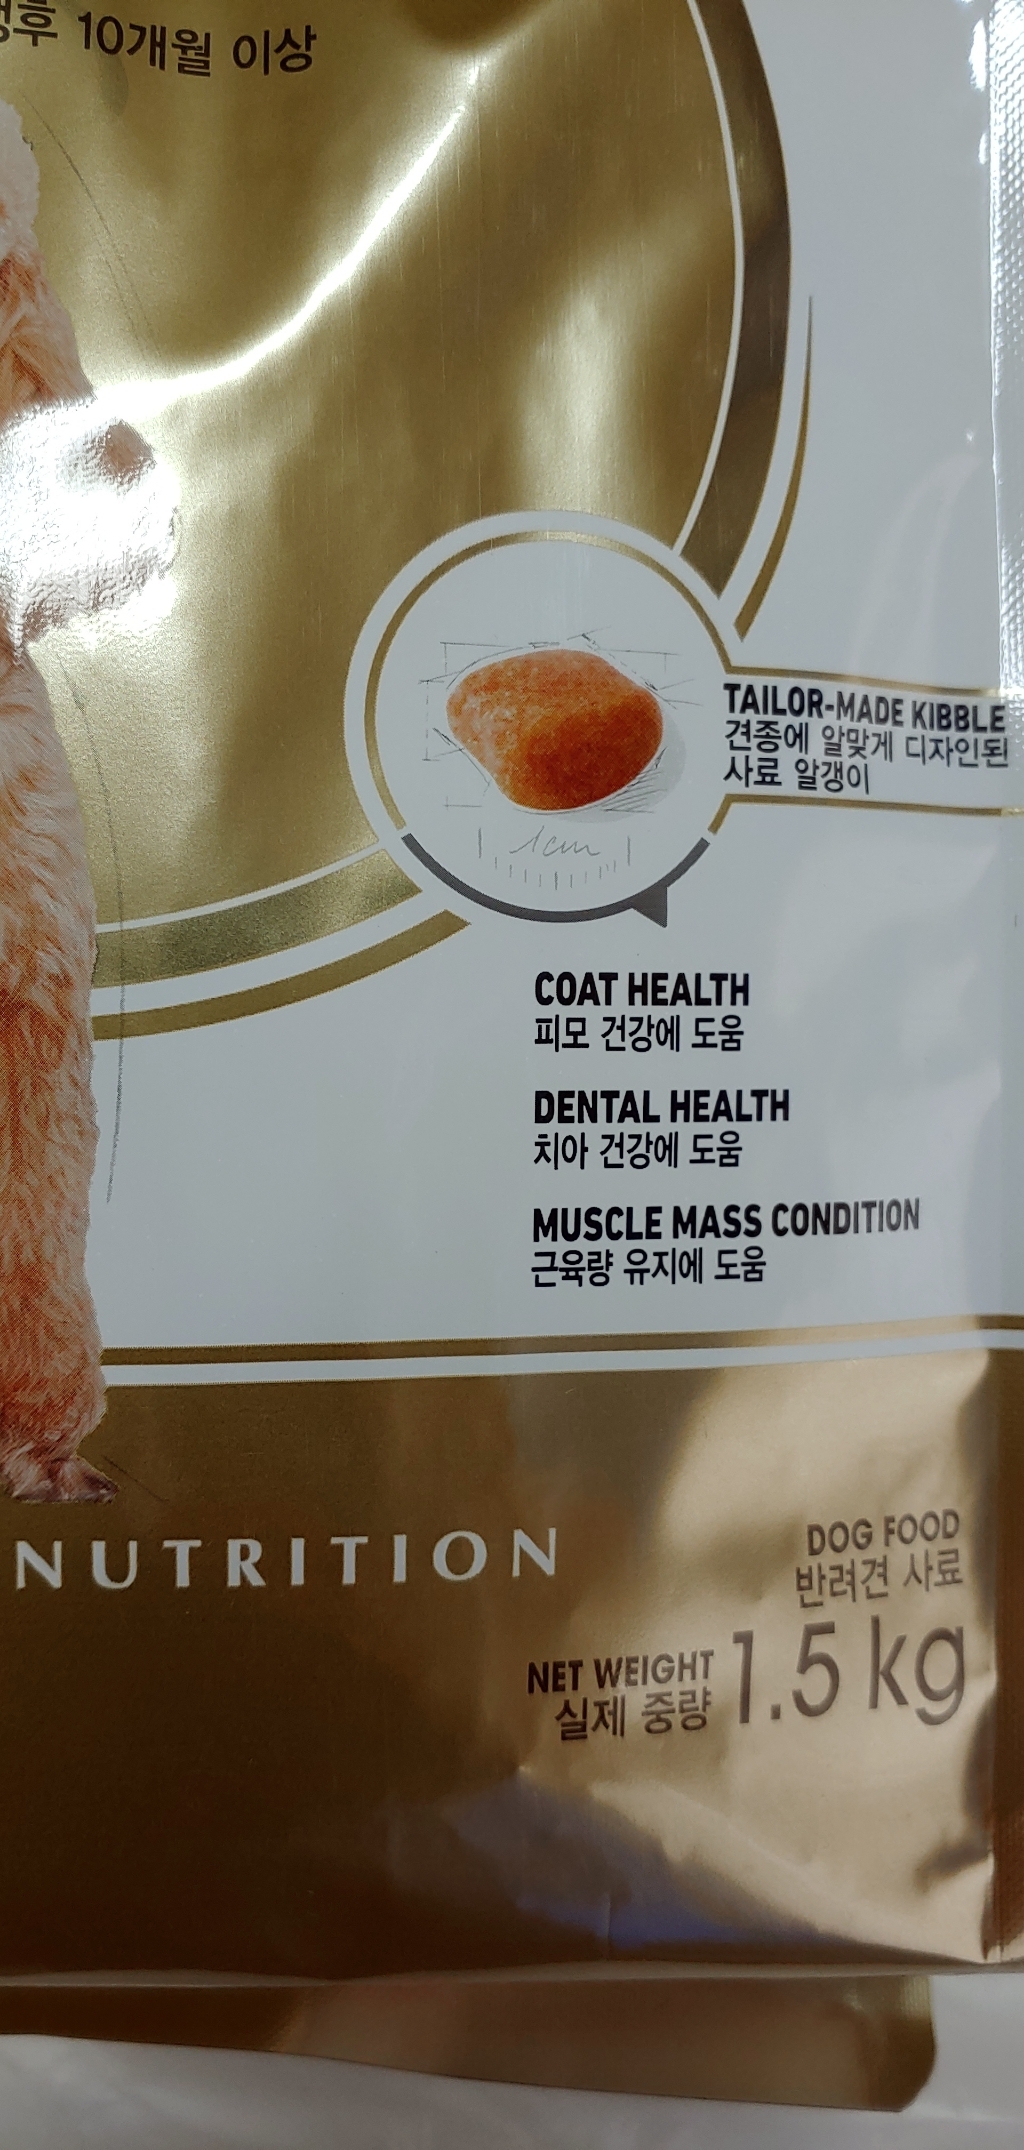 생후 10개월 이상
TAILOR-MADE KIBBLE
견종에 알맞게 디자인된
사료 알갱이
1cm
COAT HEALTH
피모 건강에 도움
DENTAL HEALTH
치아 건강에 도움
MUSCLE MASS CONDITION
근육량 유지에 도움
NUTRITION
DOG FOOD
반려견 사료
NET WEIGHT
실제 중량
1.5 kg